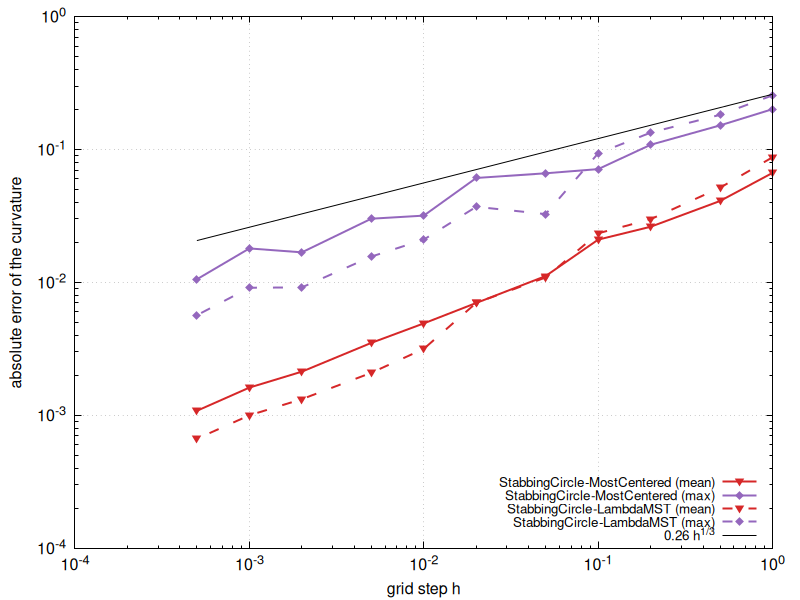 10^0
10^-1
10^-2
10^-3
10^-4
absolute error of the curvature
StabbingCircle-MostCentered (mean)
StabbingCircle-MostCentered (max)
StabbingCircle-LambdaMST (mean)
StabbingCircle-LambdaMST (max)
0.26 h^1/3
10^-4 10^-3 10^-2 10^-1 10^0
grid step h